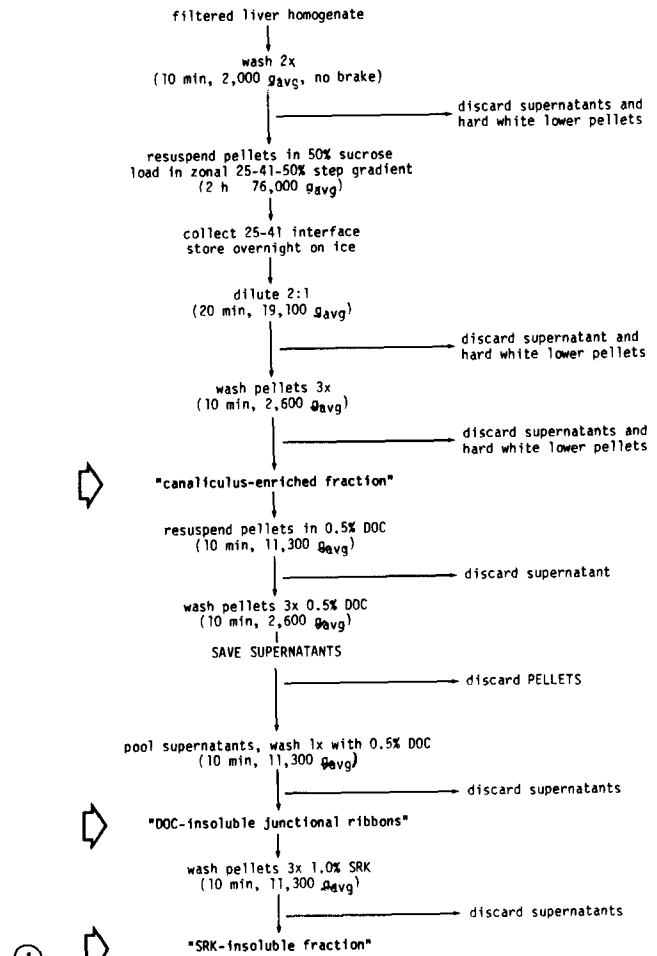 filtered liver homogenate
wash 2x
(10 min, 2,000 gavg, no brake)
discard supernatants and
hard white lower pellets
resuspend pellets in 50% sucrose
load in zonal 25-41-50% step gradient
(2 h 76,000 gavg)
collect 25-41 interface
store overnight on ice
dilute 2:1
(20 min, 19,100 gavg)
discard supernatant and
hard white lower pellets
wash pellets 3x
(10 min, 2,600 gavg)
discard supernatants and
hard white lower pellets
"canaliculus-enriched fraction"
resuspend pellets in 0.5% DOC
(10 min, 11,300 gavg)
discard supernatant
wash pellets 3x 0.5% DOC
(10 min, 2,600 gavg)
SAVE SUPERNATANTS
discard PELLETS
pool supernatants, wash 1x with 0.5% DOC
(10 min, 11,300 gavg)
discard supernatants
"DOC-insoluble junctional ribbons"
wash pellets 3x 1.0% SRK
(10 min, 11,300 gavg)
discard supernatants
"SRK-insoluble fraction"